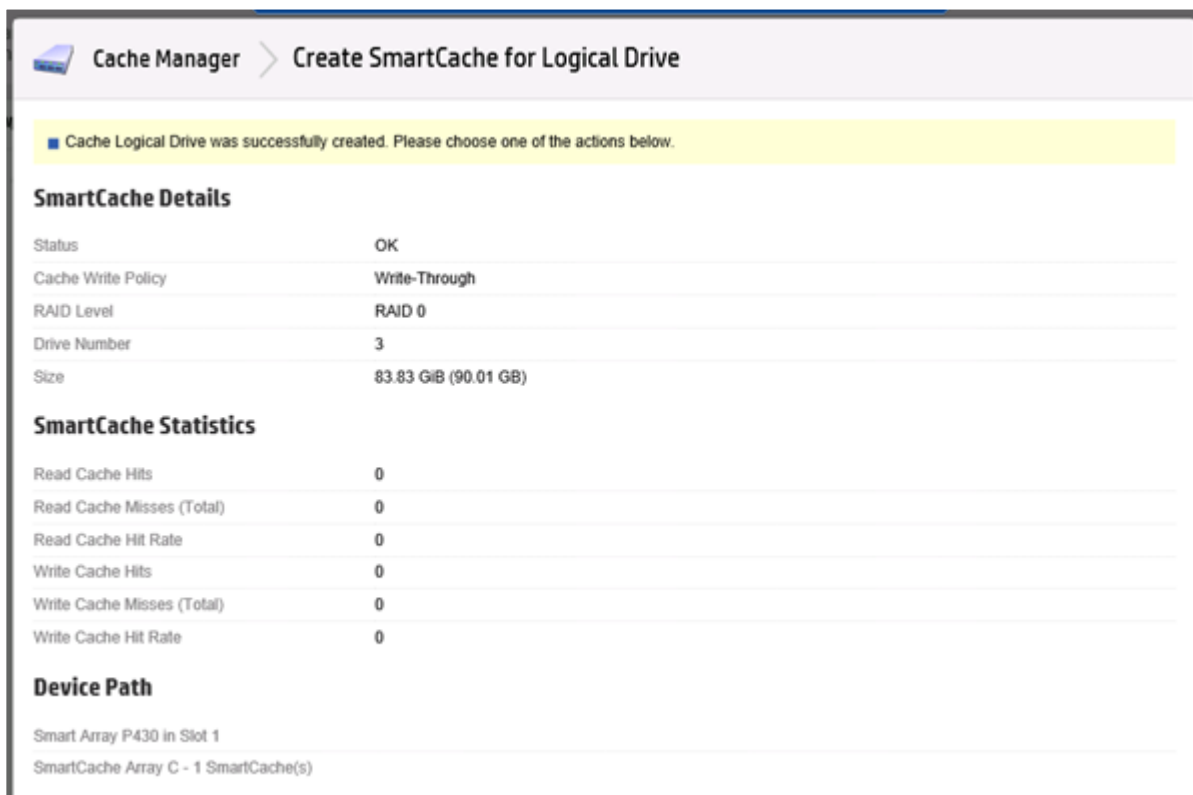 Cache Manager Create SmartCache for Logical Drive
Cache Logical Drive was successfully created. Please choose one of the actions below.
SmartCache Details
Status OK
Cache Write Policy Write-Through
RAID Level RAID 0
Drive Number 3
Size 83.83 GiB (90.01 GB)
SmartCache Statistics
Read Cache Hits 0
Read Cache Misses (Total) 0
Read Cache Hit Rate 0
Write Cache Hits 0
Write Cache Misses (Total) 0
Write Cache Hit Rate 0
Device Path
Smart Array P430 in Slot 1
SmartCache Array C - 1 SmartCache(s)